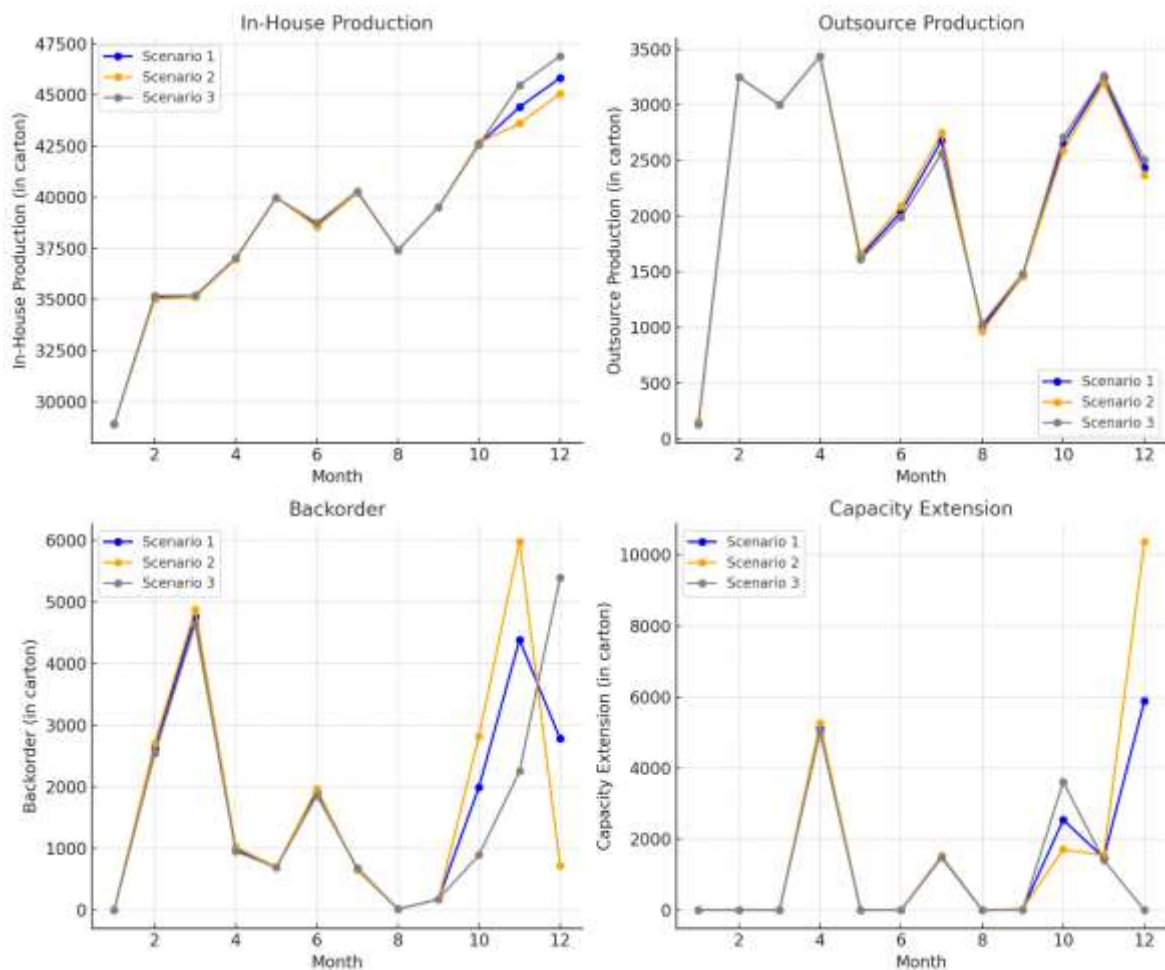 In-House Production
In-House Production (in carton)
47500
45000
42500
40000
37500
35000
32500
30000
Scenario 1
Scenario 2
Scenario 3
2 4 6 8 10 12
Month
Outsource Production
Outsource Production (in carton)
3500
3000
2500
2000
1500
1000
500
0
Scenario 1
Scenario 2
Scenario 3
2 4 6 8 10 12
Month
Backorder
Backorder (in carton)
6000
5000
4000
3000
2000
1000
0
Scenario 1
Scenario 2
Scenario 3
2 4 6 8 10 12
Month
Capacity Extension
Capacity Extension (in carton)
10000
8000
6000
4000
2000
0
Scenario 1
Scenario 2
Scenario 3
2 4 6 8 10 12
Month